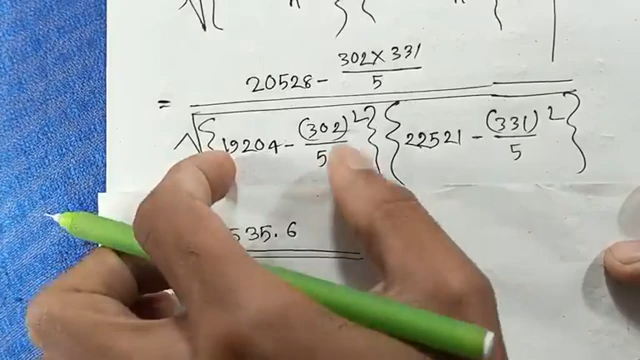 20528 - 302 × 331 / 5
= √{19204 - (302)² / 5} {22521 - (331)² / 5}
535.6